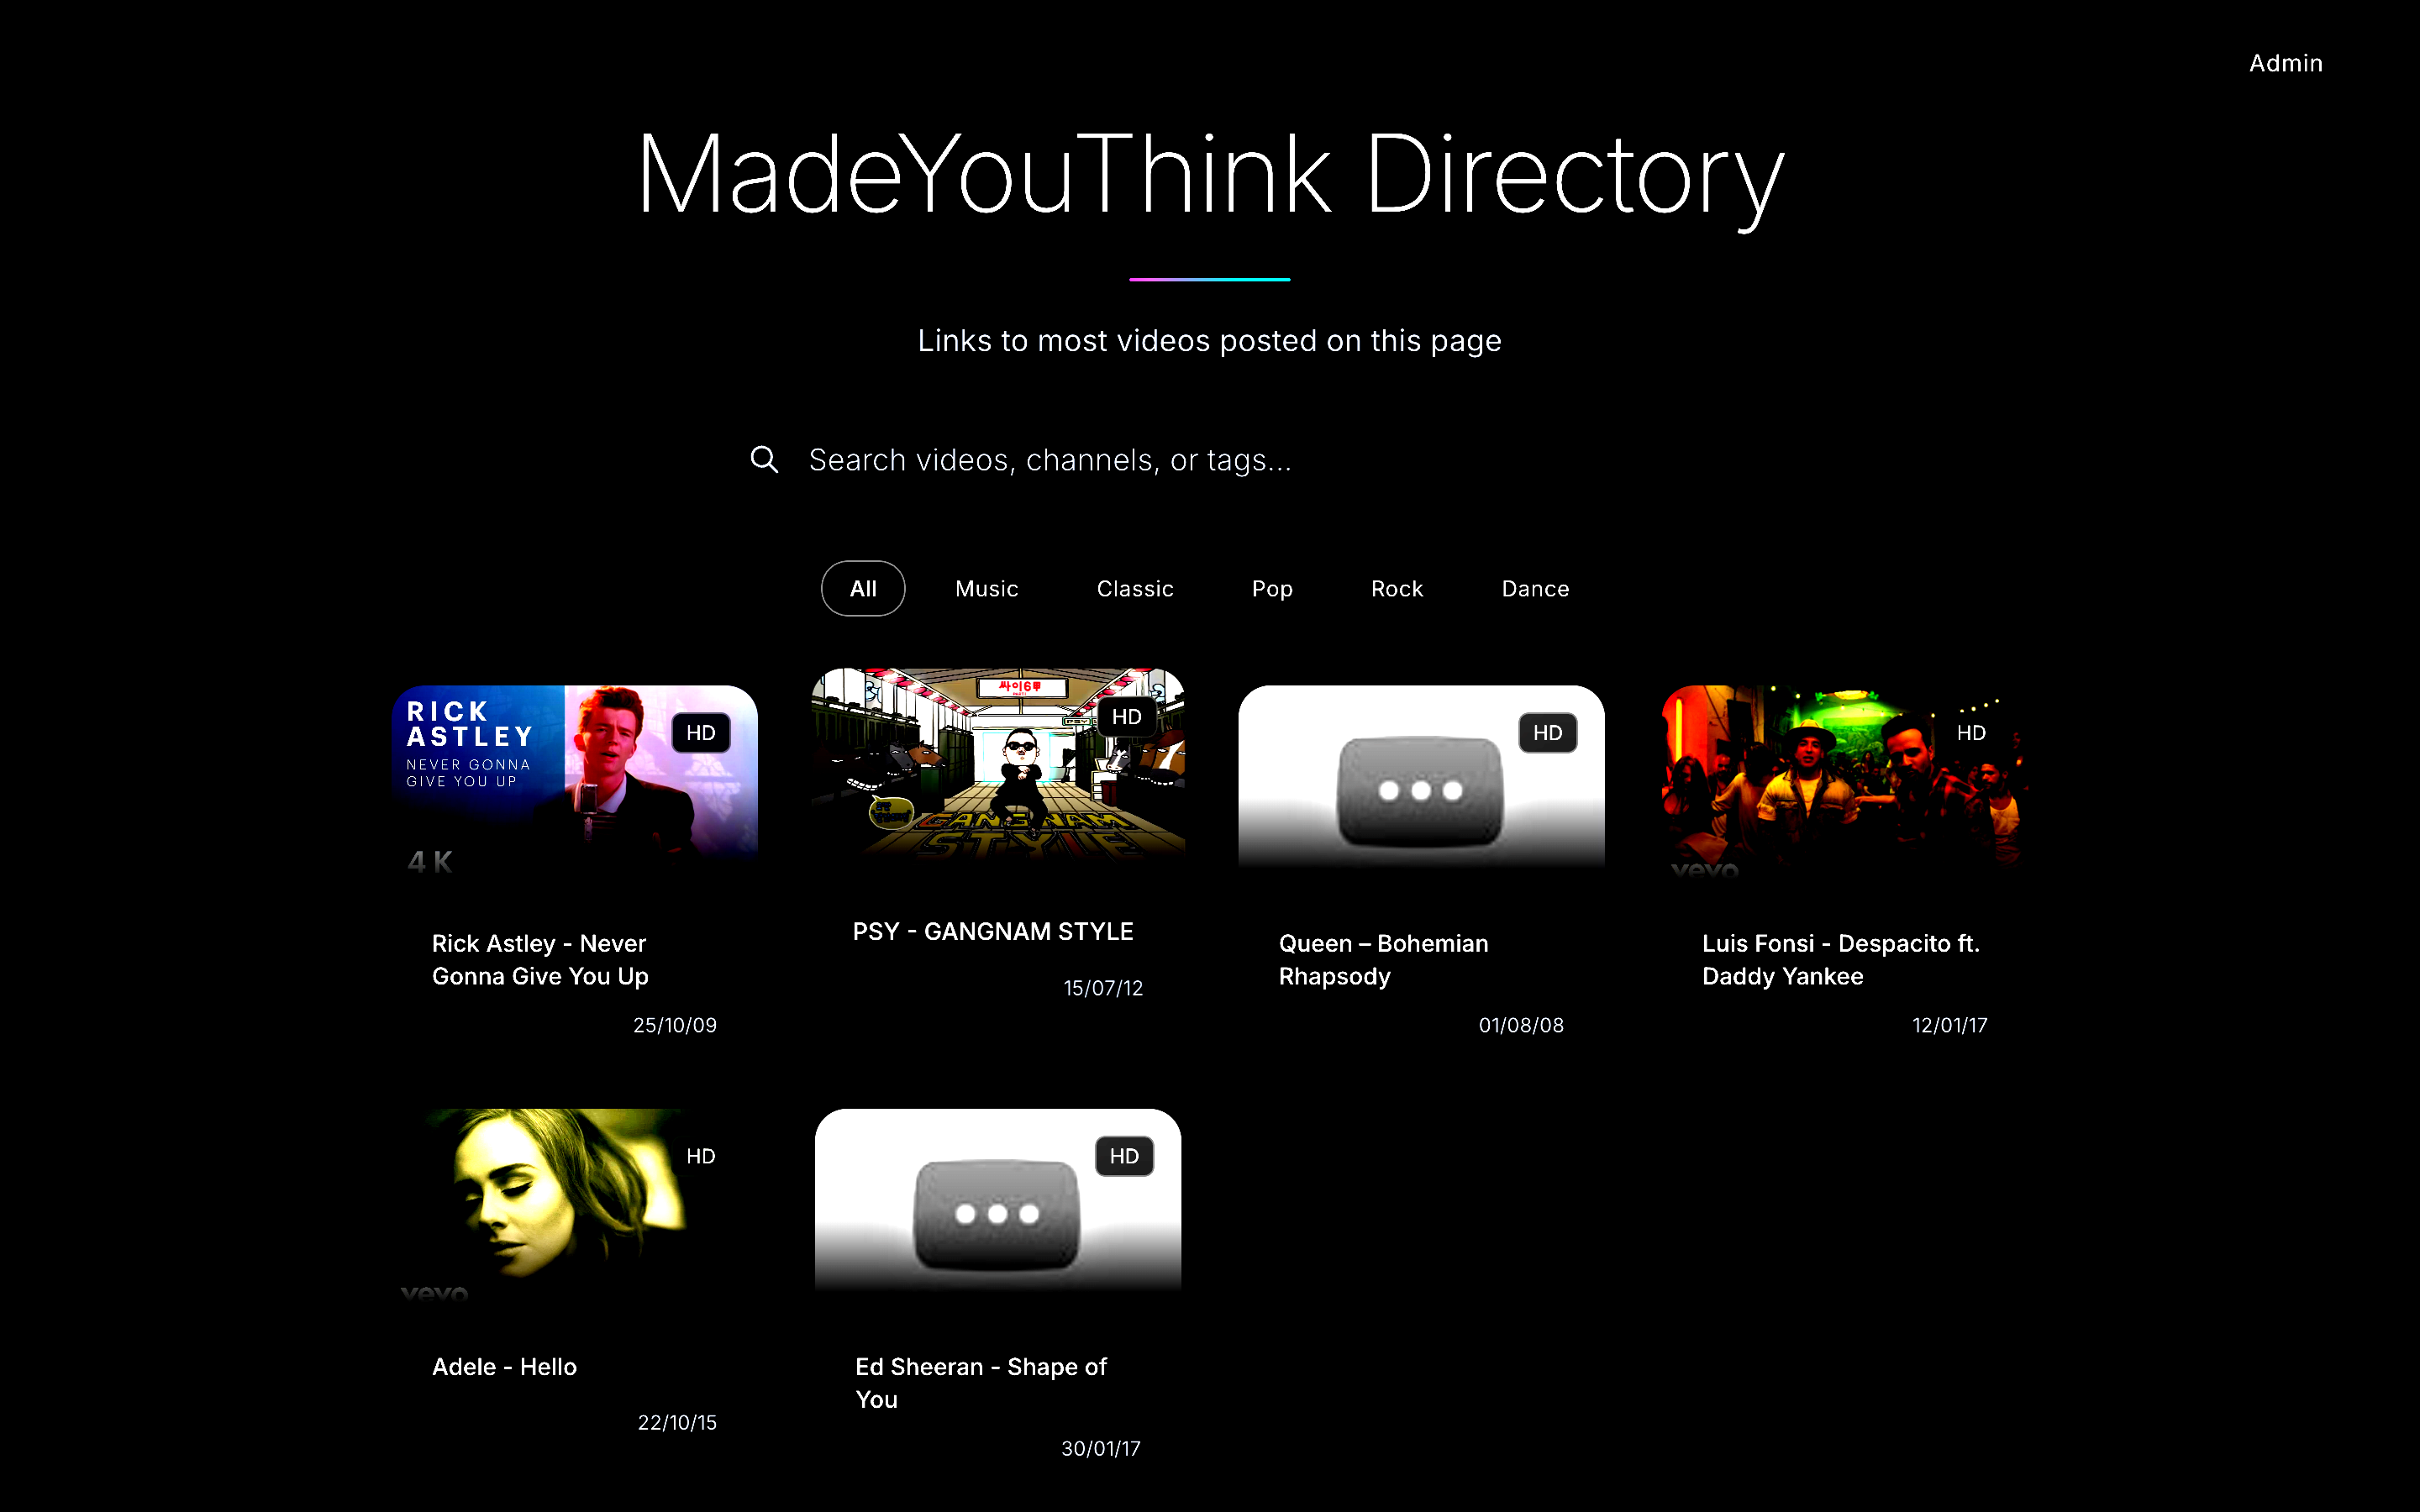 Admin
MadeYouThink Directory
Links to most videos posted on this page
Search videos, channels, or tags...
All
Music
Classic
Pop
Rock
Dance
RICK
ASTLEY
NEVER GONNA
GIVE YOU UP
4K
HD
싸이6甲
PSY
GANGNAM
STYLE
HD
HD
HD
vevo
Rick Astley - Never
Gonna Give You Up
25/10/09
PSY - GANGNAM STYLE
15/07/12
Queen – Bohemian
Rhapsody
01/08/08
Luis Fonsi - Despacito ft.
Daddy Yankee
12/01/17
HD
vevo
HD
Adele - Hello
22/10/15
Ed Sheeran - Shape of
You
30/01/17